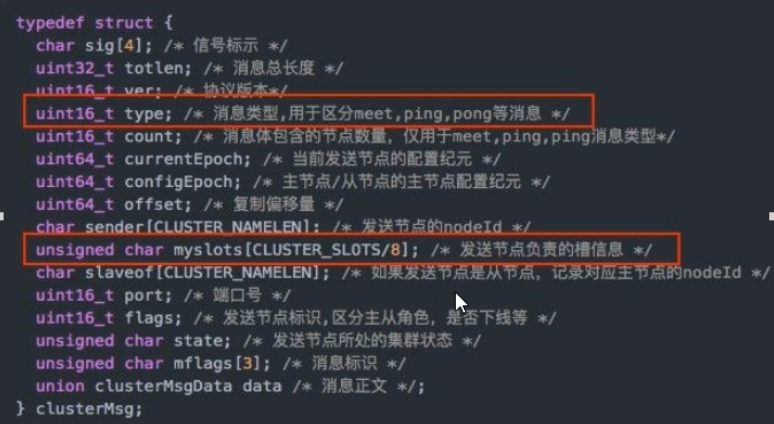 typedef struct {
char sig[4]; /* 信号标示 */
uint32_t totlen; /* 消息总长度 */
uint16_t ver; /* 协议版本*/
uint16_t type; /* 消息类型,用于区分meet,ping,pong等消息 */
uint16_t count; /* 消息体包含的节点数量，仅用于meet,ping,ping消息类型*/
uint64_t currentEpoch; /* 当前发送节点的配置纪元 */
uint64_t configEpoch; /* 主节点/从节点的主节点配置纪元 */
uint64_t offset; /* 复制偏移量 */
char sender[CLUSTER_NAMELEN]; /* 发送节点的nodeId */
unsigned char myslots[CLUSTER_SLOTS/8]; /* 发送节点负责的槽信息 */
char slaveof[CLUSTER_NAMELEN]; /* 如果发送节点是从节点，记录对应主节点的nodeId */
uint16_t port; /* 端口号 */
uint16_t flags; /* 发送节点标识,区分主从角色，是否下线等 */
unsigned char state; /* 发送节点所处的集群状态 */
unsigned char mflags[3]; /* 消息标识 */
union clusterMsgData data /* 消息正文 */;
} clusterMsg;